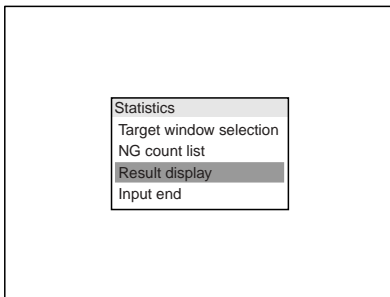 Statistics
Target window selection
NG count list
Result display
Input end